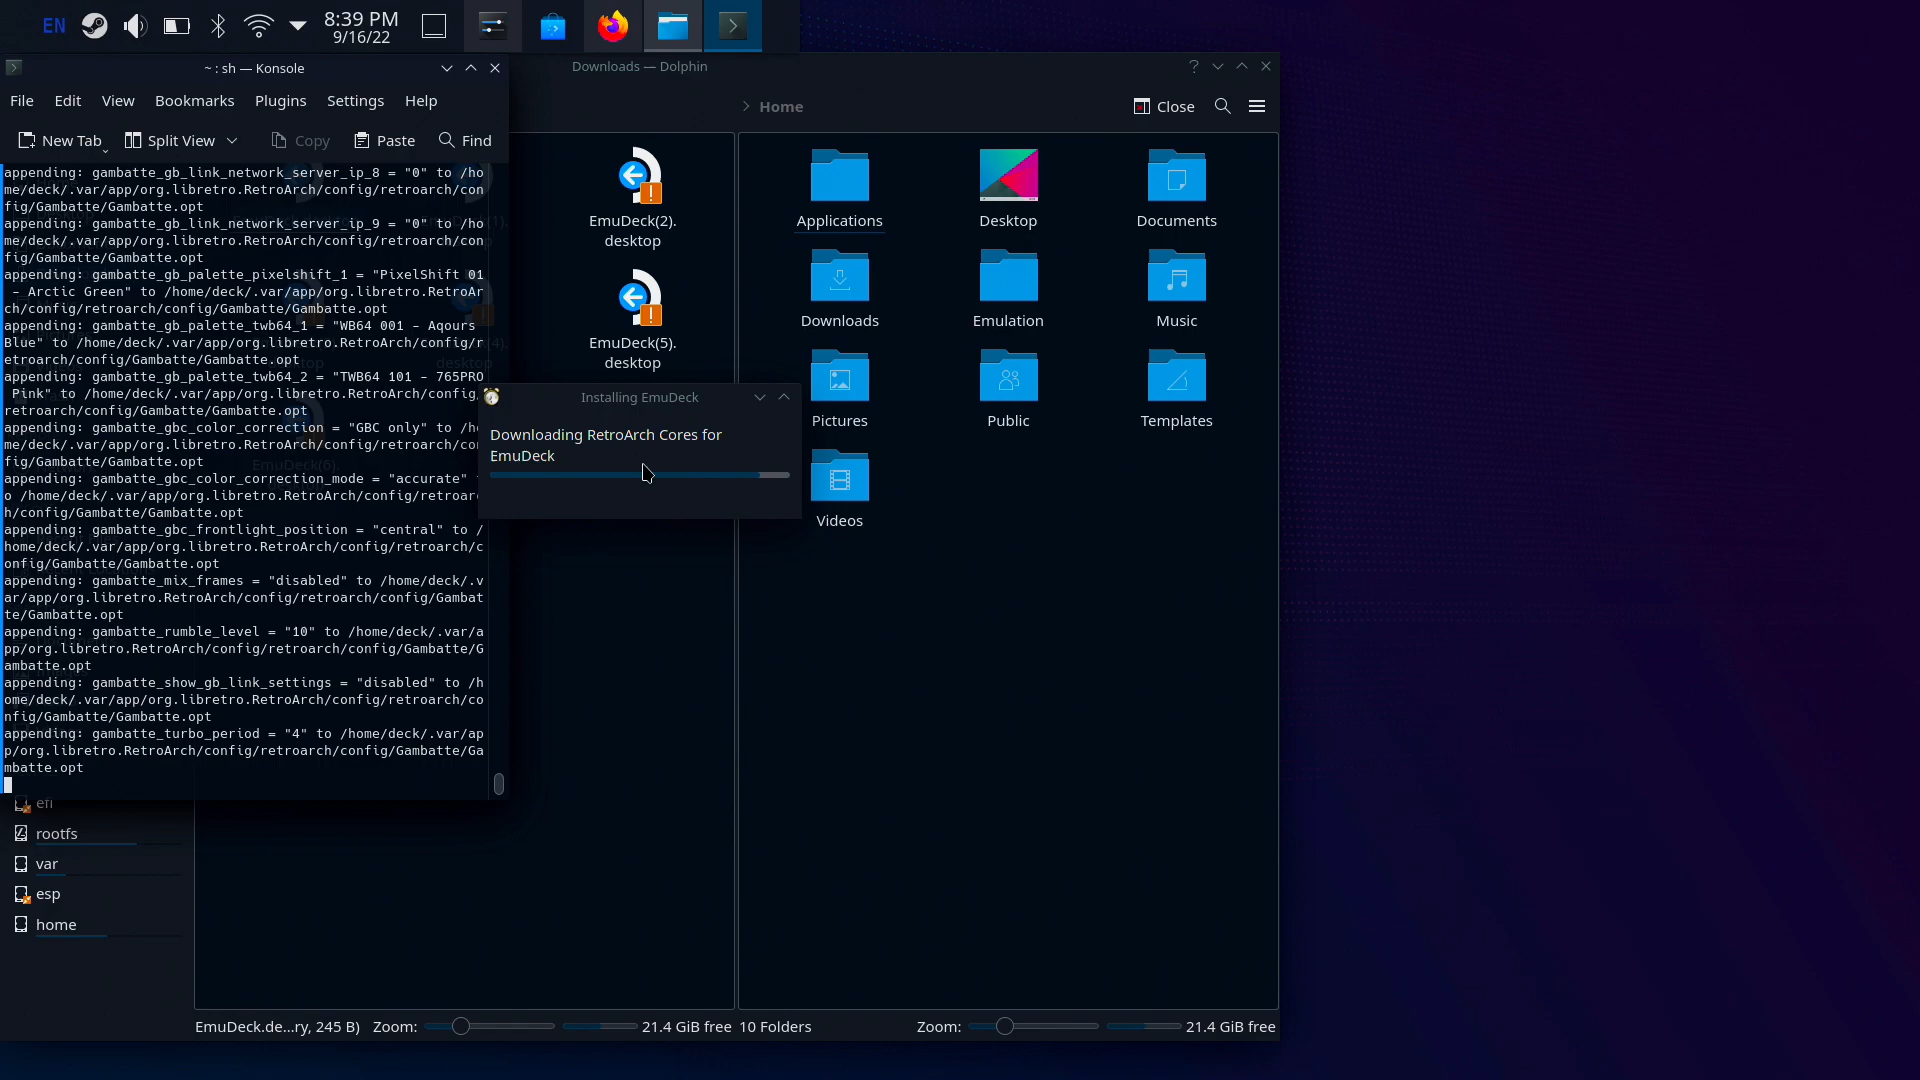 EN
8:39 PM
9/16/22
~ : sh — Konsole
File Edit View Bookmarks Plugins Settings Help
New Tab Split View Copy Paste Find
appending: gambatte_gb_link_network_server_ip_8 = "0" to /ho
me/deck/.var/app/org.libretro.RetroArch/config/retroarch/con
fig/Gambatte/Gambatte.opt
appending: gambatte_gb_link_network_server_ip_9 = "0" to /ho
me/deck/.var/app/org.libretro.RetroArch/config/retroarch/con
fig/Gambatte/Gambatte.opt
appending: gambatte_gb_palette_pixelshift_1 = "PixelShift 01
- Arctic Green" to /home/deck/.var/app/org.libretro.RetroAr
ch/config/retroarch/config/Gambatte/Gambatte.opt
appending: gambatte_gb_palette_twb64_1 = "WB64 001 - Aqours
Blue" to /home/deck/.var/app/org.libretro.RetroArch/config/r
etroarch/config/Gambatte/Gambatte.opt
appending: gambatte_gb_palette_twb64_2 = "TWB64 101 - 765PRO
Pink" to /home/deck/.var/app/org.libretro.RetroArch/config/
retroarch/config/Gambatte/Gambatte.opt
appending: gambatte_gbc_color_correction = "GBC only" to /h
me/deck/.var/app/org.libretro.RetroArch/config/retroarch/co
fig/Gambatte/Gambatte.opt
appending: gambatte_gbc_color_correction_mode = "accurate"
o /home/deck/.var/app/org.libretro.RetroArch/config/retroar
h/config/Gambatte/Gambatte.opt
appending: gambatte_gbc_frontlight_position = "central" to /
home/deck/.var/app/org.libretro.RetroArch/config/retroarch/c
onfig/Gambatte/Gambatte.opt
appending: gambatte_mix_frames = "disabled" to /home/deck/.v
ar/app/org.libretro.RetroArch/config/retroarch/config/Gambat
te/Gambatte.opt
appending: gambatte_rumble_level = "10" to /home/deck/.var/a
pp/org.libretro.RetroArch/config/retroarch/config/Gambatte/G
ambatte.opt
appending: gambatte_show_gb_link_settings = "disabled" to /h
ome/deck/.var/app/org.libretro.RetroArch/config/retroarch/co
nfig/Gambatte/Gambatte.opt
appending: gambatte_turbo_period = "4" to /home/deck/.var/ap
p/org.libretro.RetroArch/config/retroarch/config/Gambatte/Ga
mbatte.opt
efi
rootfs
var
esp
home
Downloads — Dolphin
> Home
Close
EmuDeck(2).
desktop
EmuDeck(5).
desktop
Installing EmuDeck
Downloading RetroArch Cores for
EmuDeck
Applications Desktop Documents
Downloads Emulation Music
Pictures Public Templates
Videos
EmuDeck.de...ry, 245 B) Zoom: 21.4 GiB free
10 Folders Zoom: 21.4 GiB free